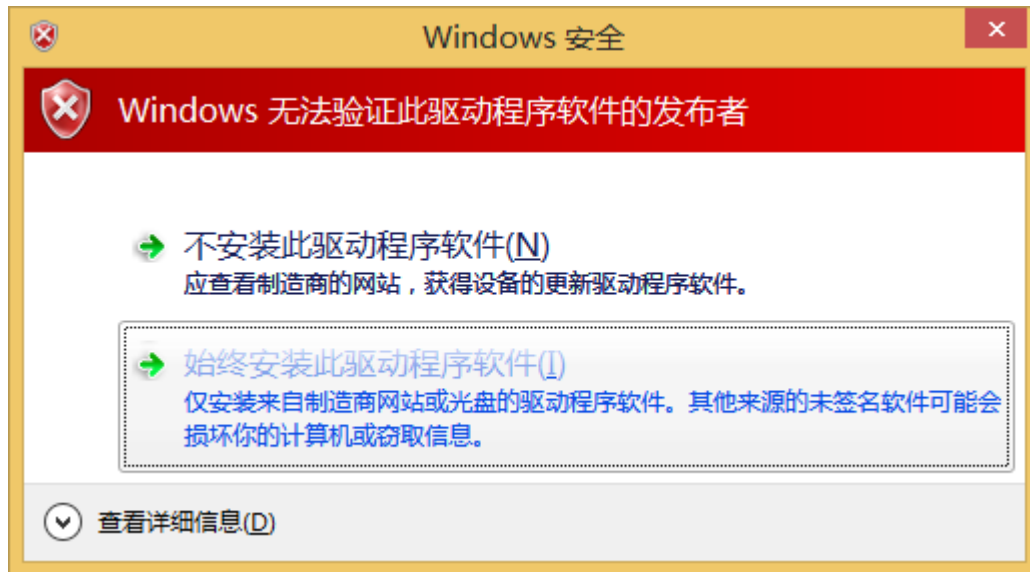 Windows 安全
Windows 无法验证此驱动程序软件的发布者
不安装此驱动程序软件(N)
应查看制造商的网站，获得设备的更新驱动程序软件。
始终安装此驱动程序软件(I)
仅安装来自制造商网站或光盘的驱动程序软件。其他来源的未签名软件可能会
损坏你的计算机或窃取信息。
查看详细信息(D)